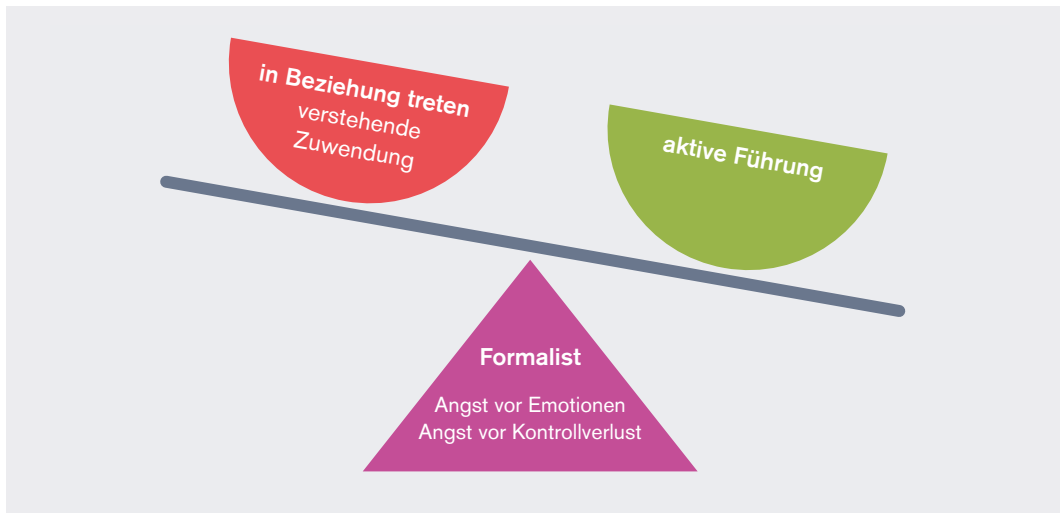 in Beziehung treten
verstehende
Zuwendung
aktive Führung
Formalist
Angst vor Emotionen
Angst vor Kontrollverlust